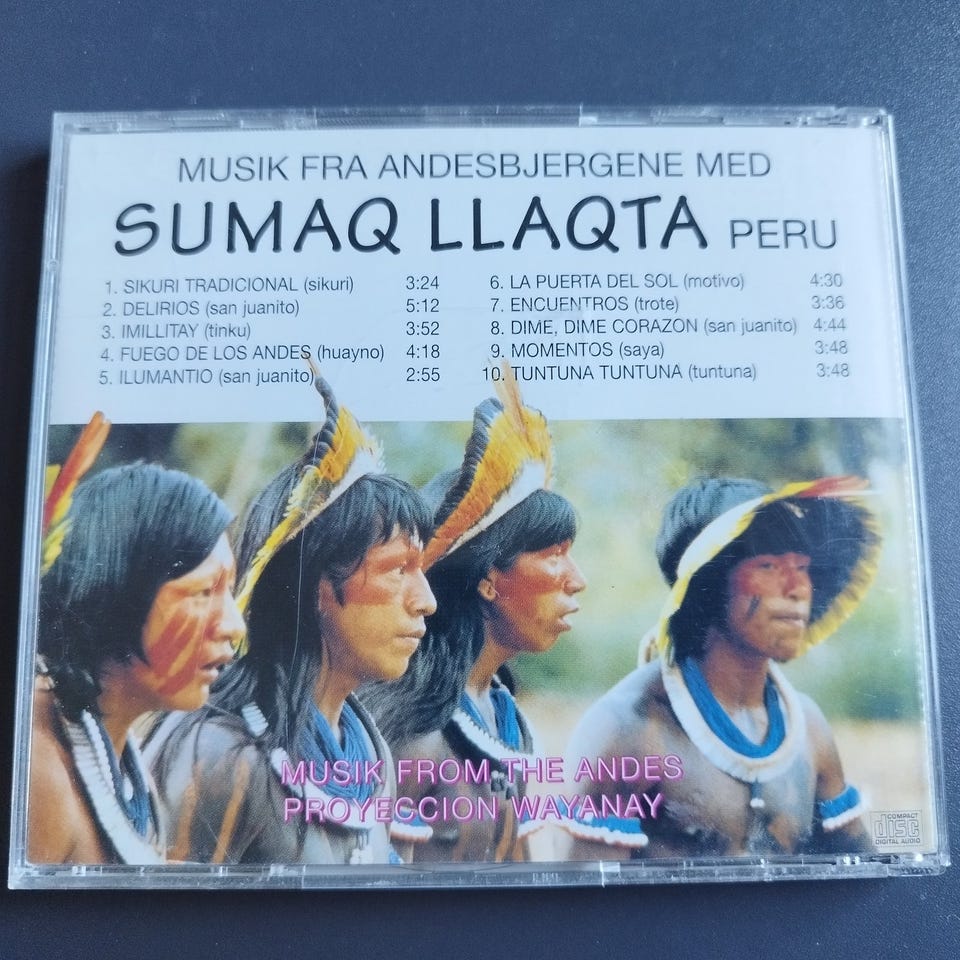 MUSIK FRA ANDESBJERGENE MED
SUMAQ LLAQTA PERU
1. SIKURI TRADICIONAL (sikuri) 3:24
2. DELIRIOS (san juanito) 5:12
3. IMILLITAY (tinku) 3:52
4. FUEGO DE LOS ANDES (huayno) 4:18
5. ILUMANTIO (san juanito) 2:55
6. LA PUERTA DEL SOL (motivo) 4:30
7. ENCUENTROS (trote) 3:36
8. DIME, DIME CORAZON (san juanito) 4:44
9. MOMENTOS (saya) 3:48
10. TUNTUNA TUNTUNA (tuntuna) 3:48
MUSIK FROM THE ANDES
PROYECCION WAYANAY
COMPACT
disc
DIGITAL AUDIO